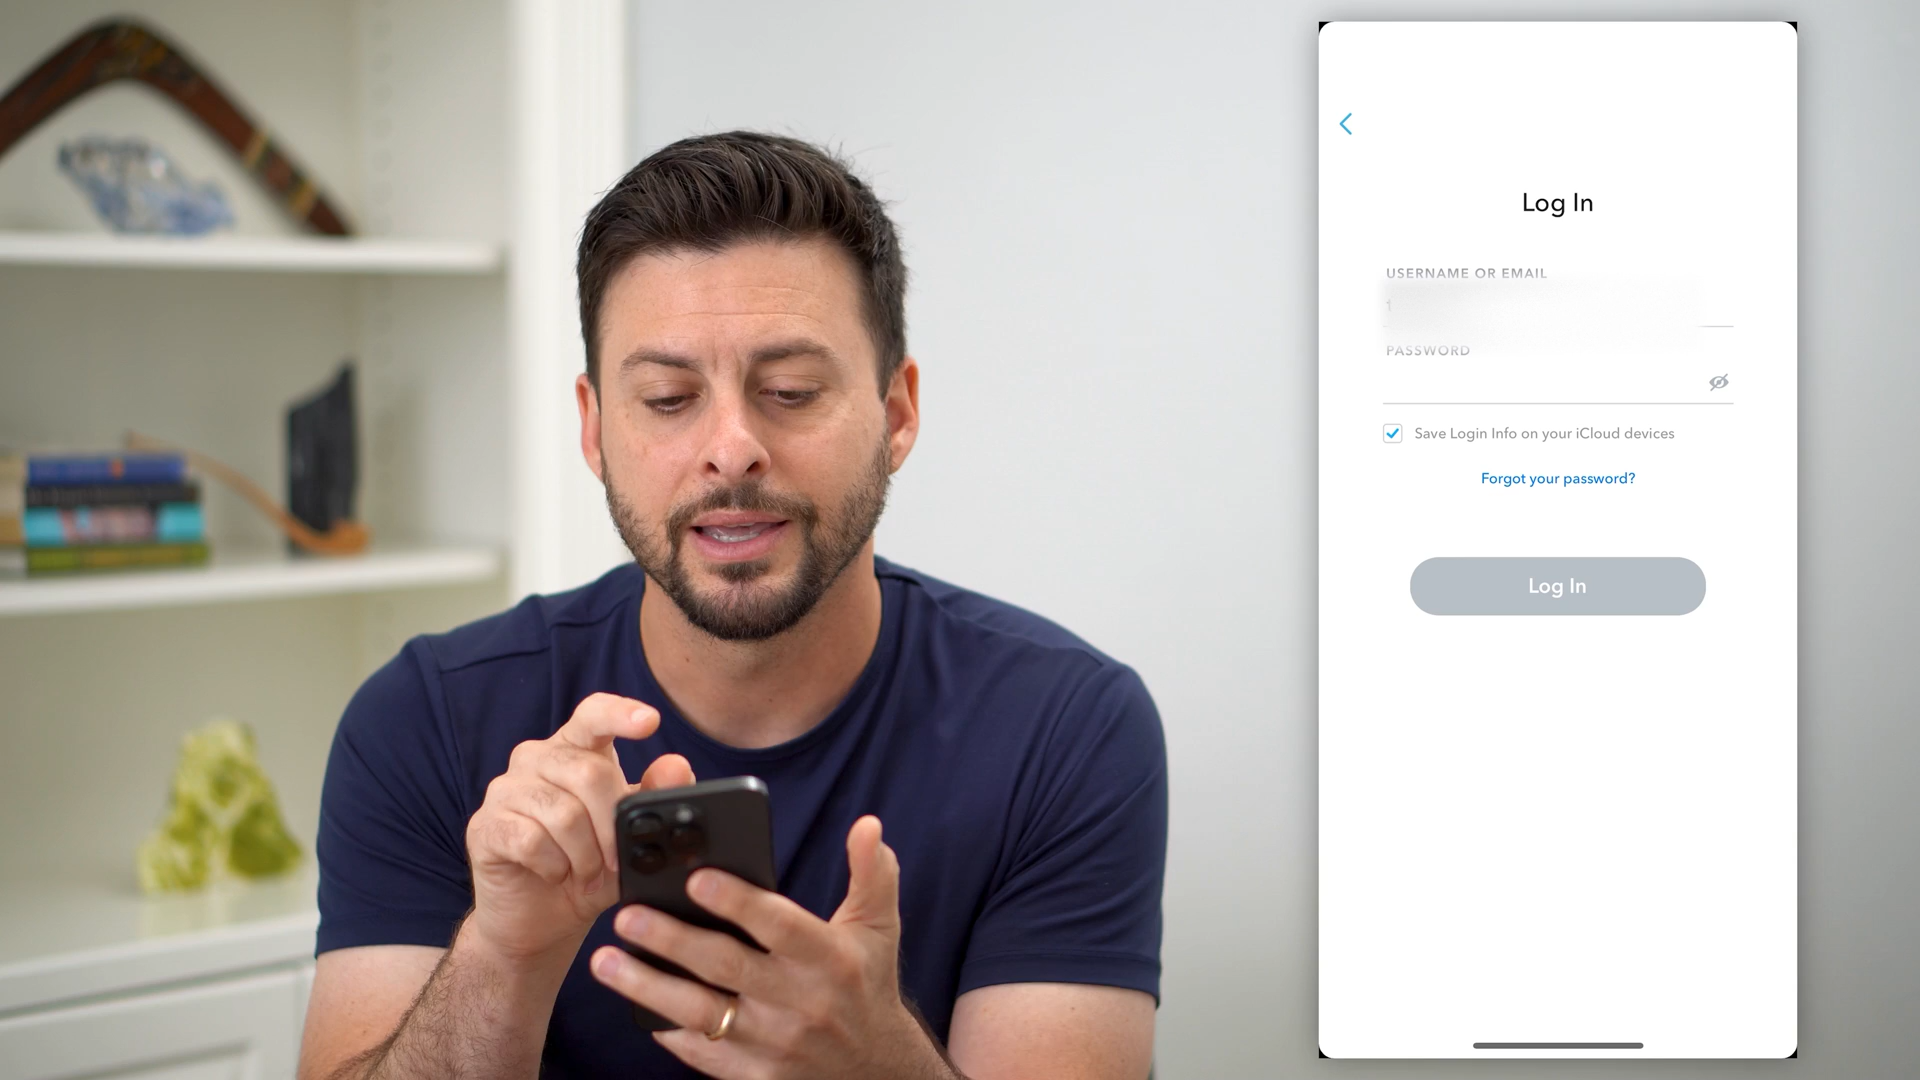 Log In
USERNAME OR EMAIL
PASSWORD
Save Login Info on your iCloud devices
Forgot your password?
Log In